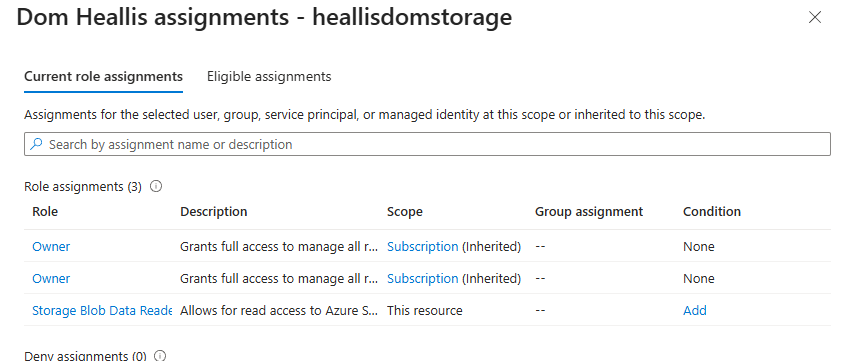 Dom Heallis assignments - heallisdomstorage
Current role assignments Eligible assignments
Assignments for the selected user, group, service principal, or managed identity at this scope or inherited to this scope.
Search by assignment name or description
Role assignments (3)
Role Description Scope Group assignment Condition
Owner Grants full access to manage all r... Subscription (Inherited) -- None
Owner Grants full access to manage all r... Subscription (Inherited) -- None
Storage Blob Data Reade Allows for read access to Azure S... This resource -- Add
Deny assignments (0)